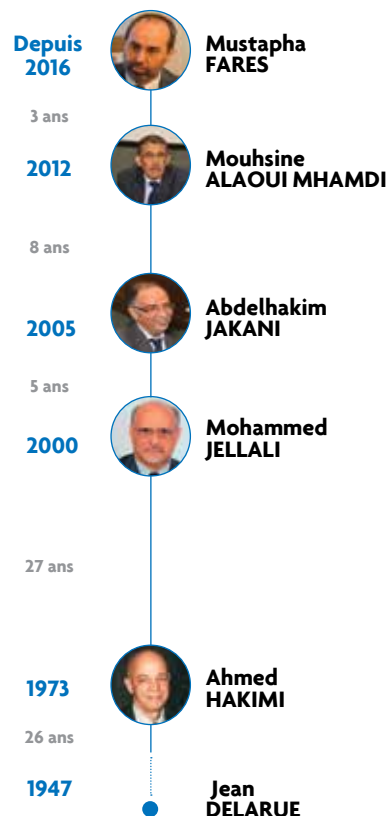 Depuis
2016
Mustapha
FARES
3 ans
2012
Mouhsine
ALAOUI MHAMDI
8 ans
2005
Abdelhakim
JAKANI
5 ans
2000
Mohammed
JELLALI
27 ans
1973
Ahmed
HAKIMI
26 ans
1947
Jean
DELARUE